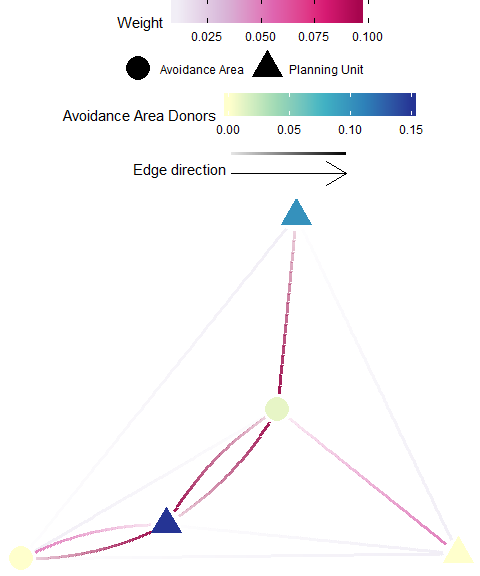 Weight
0.025 0.050 0.075 0.100
Avoidance Area Planning Unit
Avoidance Area Donors
0.00 0.05 0.10 0.15
Edge direction